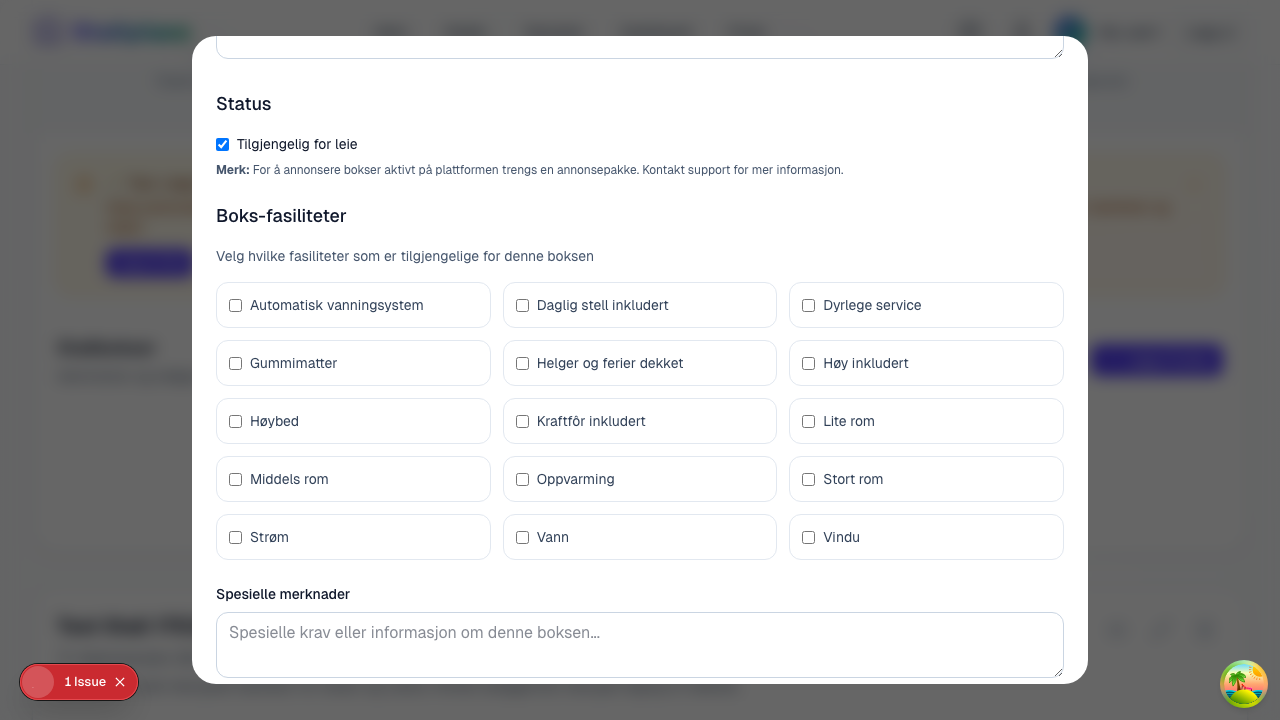 Status
Tilgjengelig for leie
Merk: For å annonsere bokser aktivt på plattformen trengs en annonsepakke. Kontakt support for mer informasjon.
Boks-fasiliteter
Velg hvilke fasiliteter som er tilgjengelige for denne boksen
Automatisk vanningsystem
Daglig stell inkludert
Dyrlege service
Gummimatter
Helger og ferier dekket
Høy inkludert
Høybed
Kraftfôr inkludert
Lite rom
Middels rom
Oppvarming
Stort rom
Strøm
Vann
Vindu
Spesielle merknader
Spesielle krav eller informasjon om denne boksen...
1 Issue